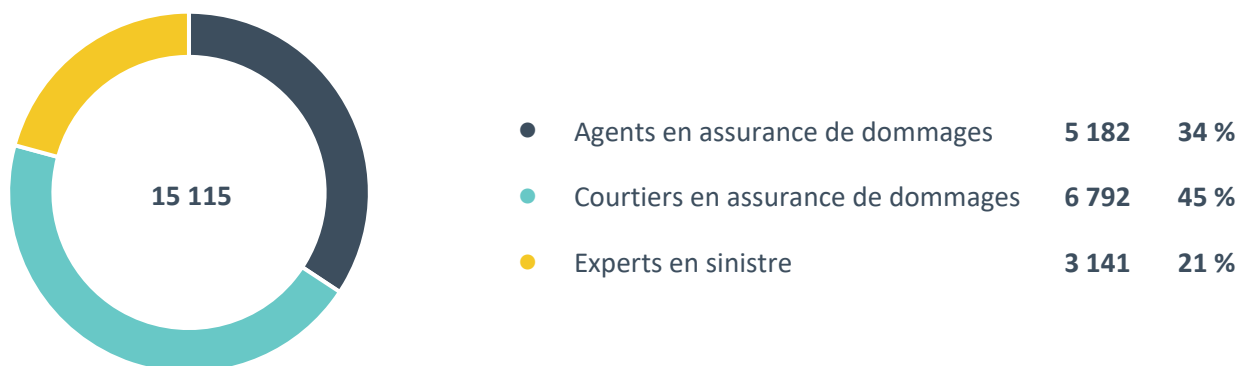 15 115
Agents en assurance de dommages 5 182 34 %
Courtiers en assurance de dommages 6 792 45 %
Experts en sinistre 3 141 21 %